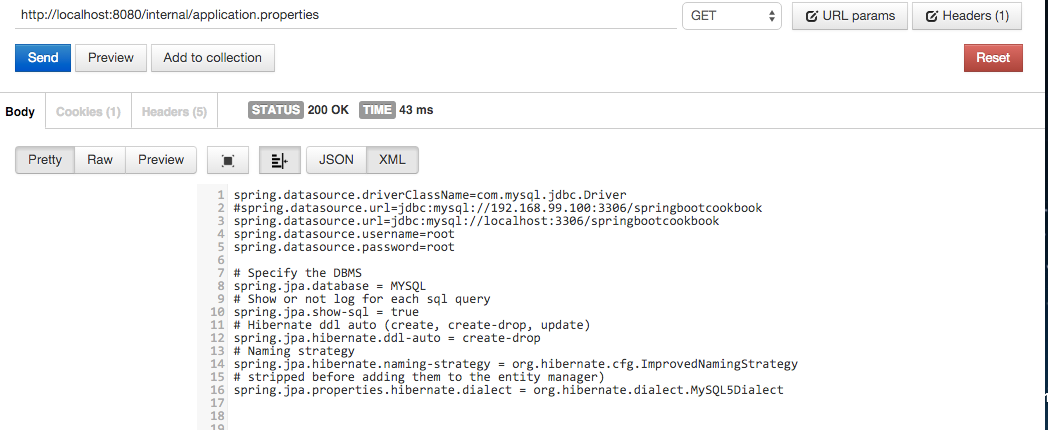 http://localhost:8080/internal/application.properties GET URL params Headers (1)
Send Preview Add to collection Reset
Body Cookies (1) Headers (5) STATUS 200 OK TIME 43 ms
Pretty Raw Preview JSON XML
1 spring.datasource.driverClassName=com.mysql.jdbc.Driver
2 #spring.datasource.url=jdbc:mysql://192.168.99.100:3306/springbootcookbook
3 spring.datasource.url=jdbc:mysql://localhost:3306/springbootcookbook
4 spring.datasource.username=root
5 spring.datasource.password=root
6
7 # Specify the DBMS
8 spring.jpa.database = MYSQL
9 # Show or not log for each sql query
10 spring.jpa.show-sql = true
11 # Hibernate ddl auto (create, create-drop, update)
12 spring.jpa.hibernate.ddl-auto = create-drop
13 # Naming strategy
14 spring.jpa.hibernate.naming-strategy = org.hibernate.cfg.ImprovedNamingStrategy
15 # stripped before adding them to the entity manager)
16 spring.jpa.properties.hibernate.dialect = org.hibernate.dialect.MySQL5Dialect
17
18
19